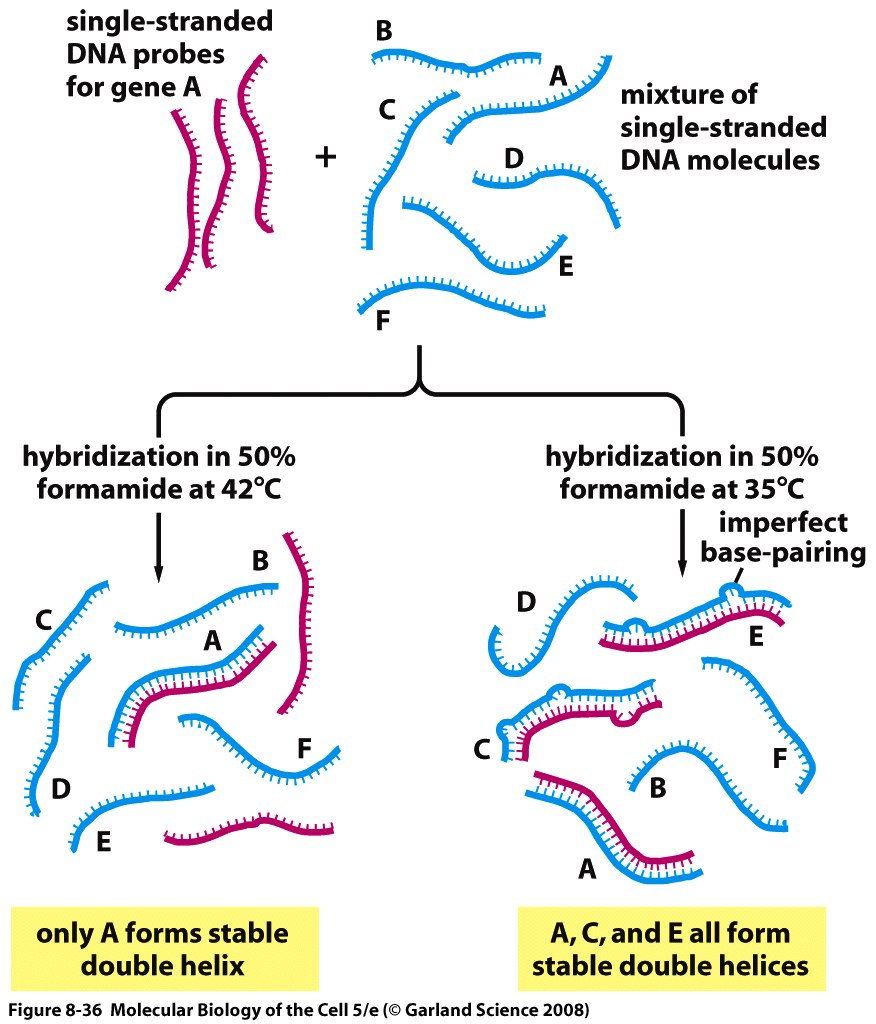 single-stranded
DNA probes
for gene A
+
B
A
C
D
E
F
mixture of
single-stranded
DNA molecules
hybridization in 50%
formamide at 42°C
hybridization in 50%
formamide at 35°C
imperfect
base-pairing
B
C
A
F
D
E
D
E
C
F
B
A
only A forms stable
double helix
A, C, and E all form
stable double helices
Figure 8-36 Molecular Biology of the Cell 5/e (© Garland Science 2008)